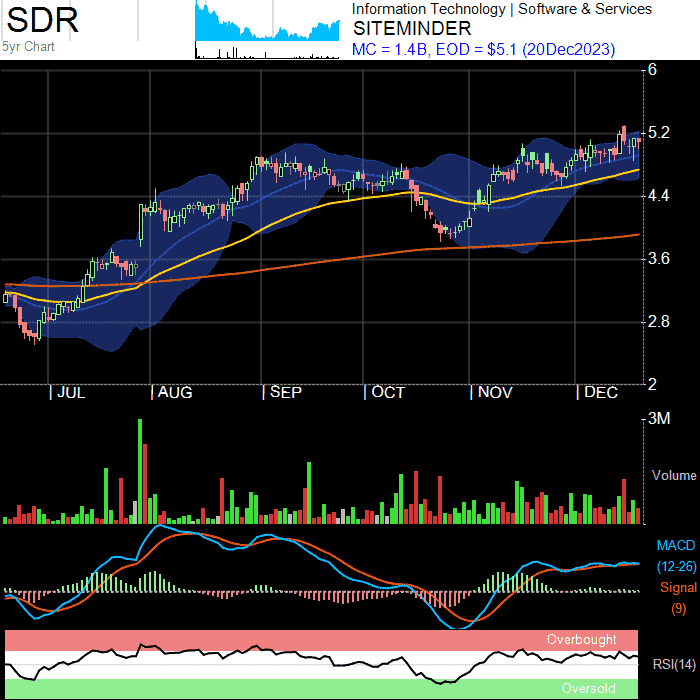 SDR
5yr Chart
Information Technology | Software & Services
SITEMINDER
MC = 1.4B, EOD = $5.1 (20Dec2023)
6
5.2
4.4
3.6
2.8
2
| JUL | AUG | SEP | OCT | NOV | DEC
3M
Volume
MACD
(12-26)
Signal
(9)
Overbought
RSI(14)
Oversold